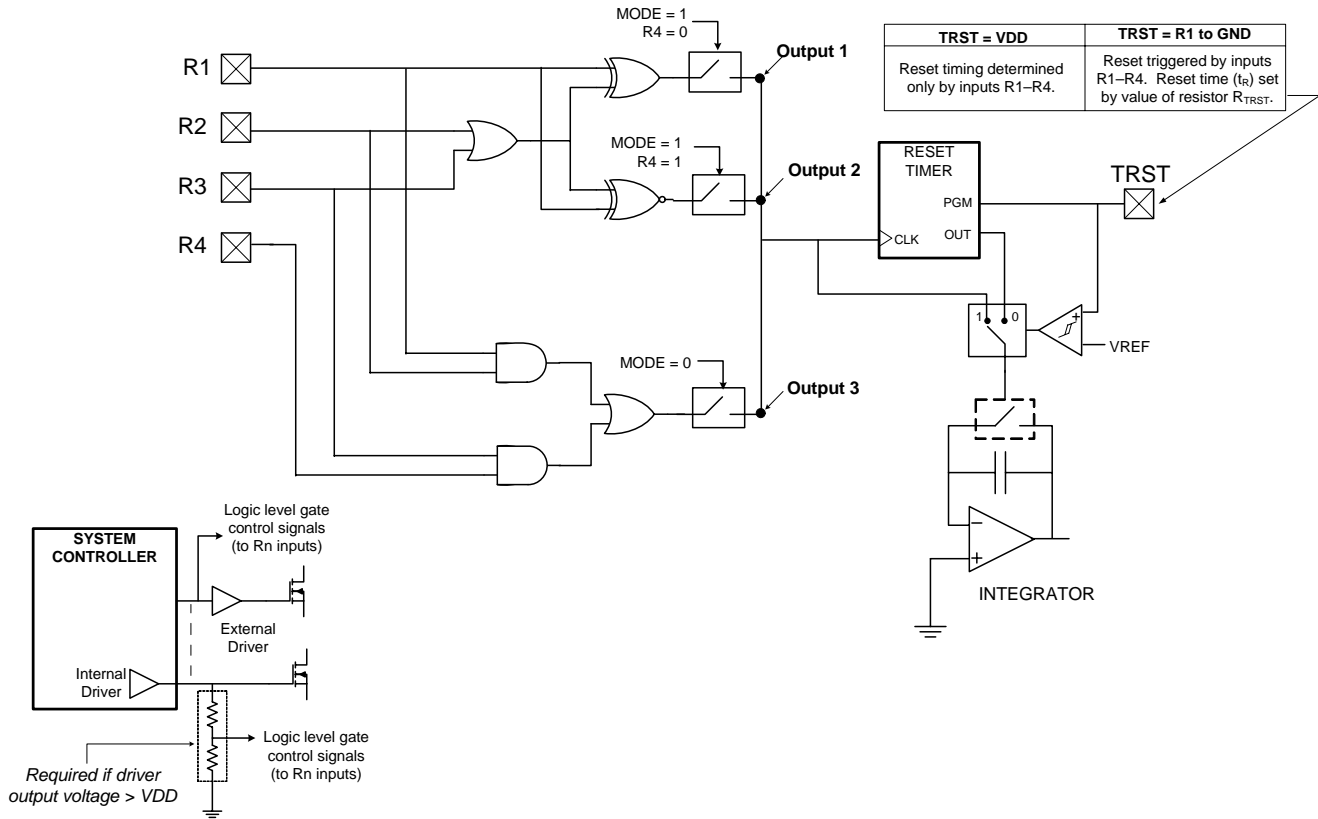 MODE = 1
R4 = 0
Output 1
R1
R2
R3
R4
MODE = 1
R4 = 1
Output 2
MODE = 0
Output 3
TRST = VDD
TRST = R1 to GND
Reset timing determined
only by inputs R1–R4.
Reset triggered by inputs
R1–R4. Reset time (tR) set
by value of resistor RTRST.
RESET
TIMER
PGM
CLK
OUT
TRST
1
0
+
VREF
–
+
INTEGRATOR
SYSTEM
CONTROLLER
Logic level gate
control signals
(to Rn inputs)
External
Driver
Internal
Driver
Logic level gate
control signals
(to Rn inputs)
Required if driver
output voltage > VDD